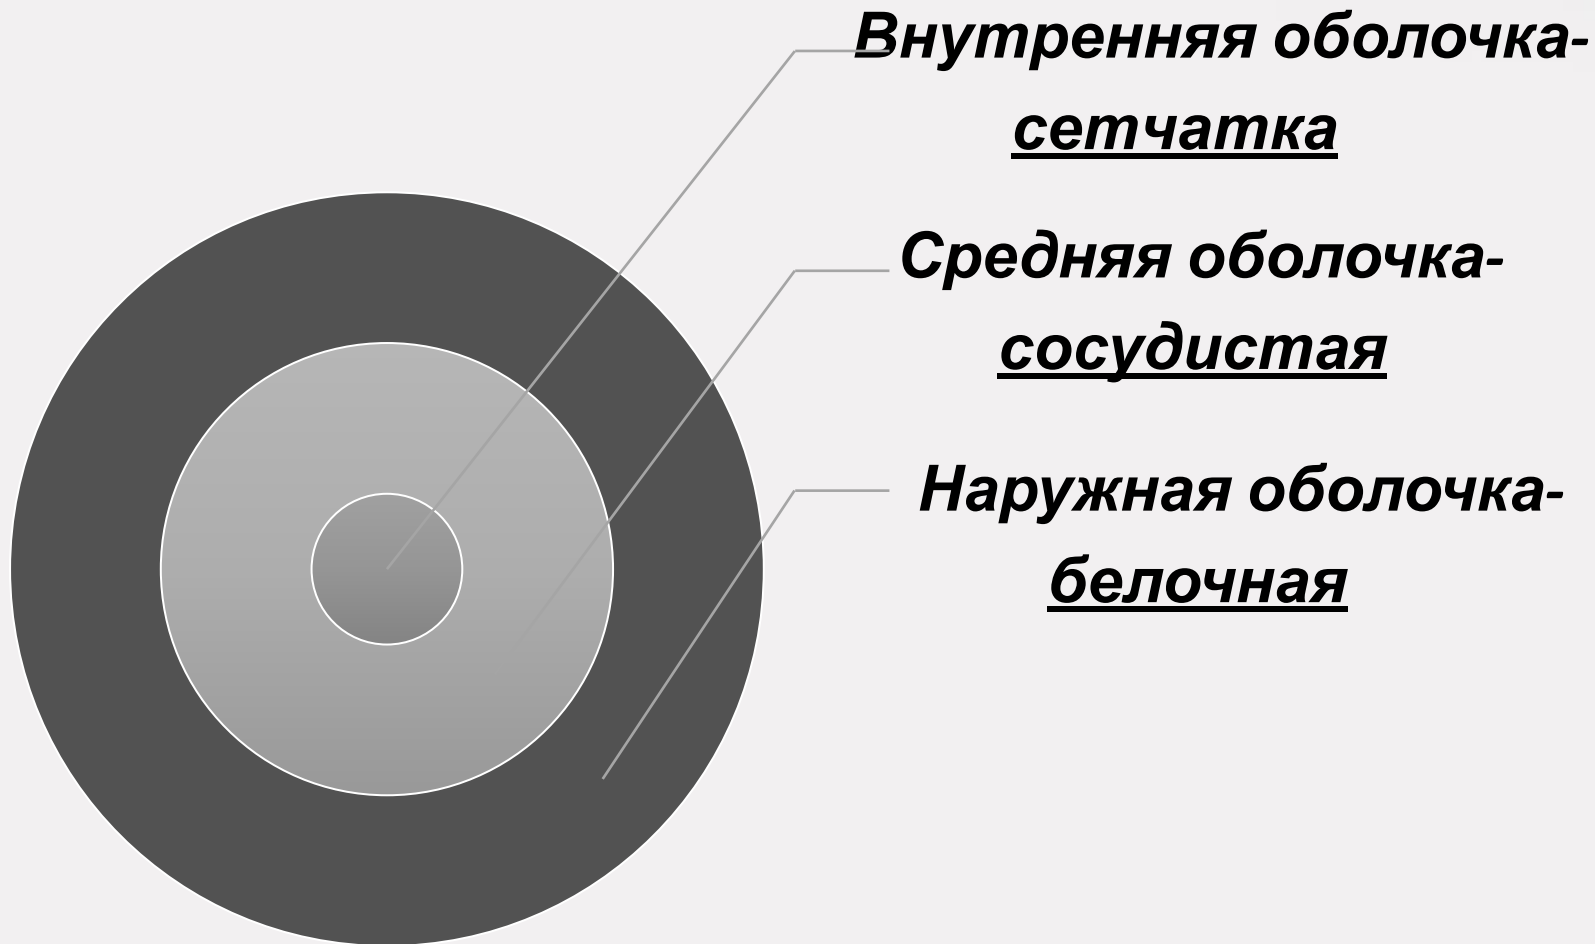 Внутренняя оболочка-
сетчатка
Средняя оболочка-
сосудистая
Наружная оболочка-
белочная